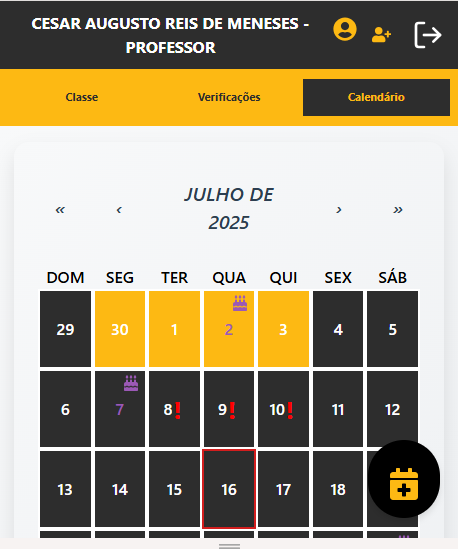 CESAR AUGUSTO REIS DE MENESES -
PROFESSOR
Classe Verificações Calendário
« ‹ JULHO DE › »
2025
DOM SEG TER QUA QUI SEX SÁB
29 30 1 2 3 4 5
6 7 8❗ 9❗ 10❗ 11 12
13 14 15 16 17 18